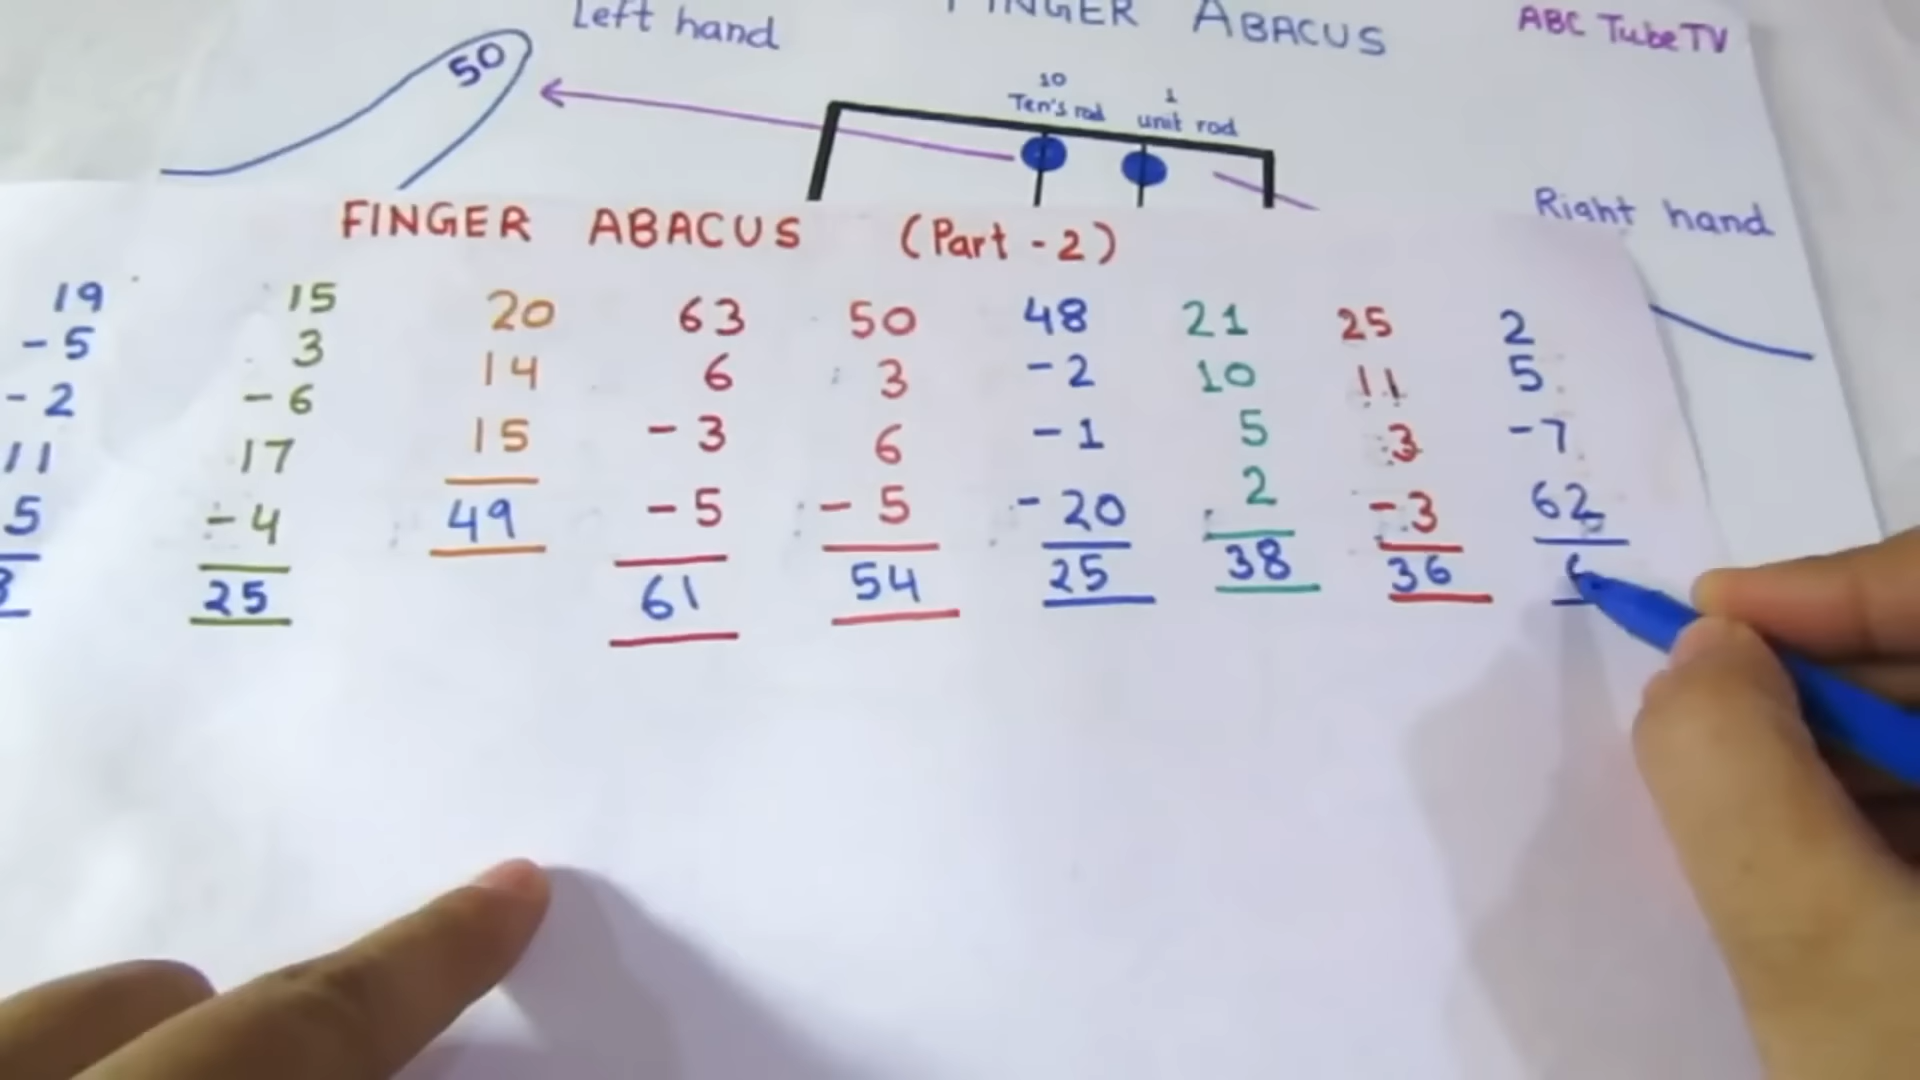 Left hand
FINGER ABACUS
ABC TubeTV
50
10
Ten's rod
1
unit rod
Right hand
FINGER ABACUS (Part - 2)
19 15 20 63 50 48 21 25 2
-5 3 14 6 3 -2 10 11 5
-2 -6 15 -3 6 -1 5 3 -7
11 17 49 -5 -5 -20 2 -3 62
5 -4 61 54 25 38 36
25